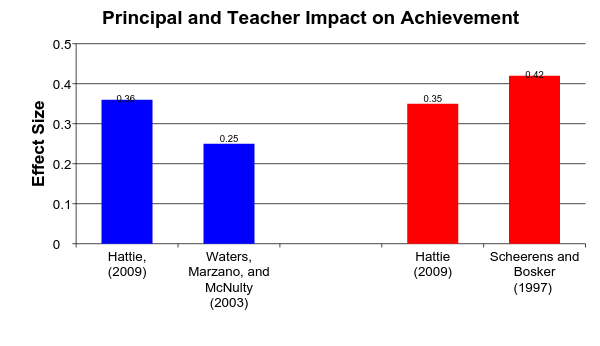 Principal and Teacher Impact on Achievement
Effect Size
0.5
0.4
0.3
0.2
0.1
0
0.36
0.25
0.35
0.42
Hattie,
(2009)
Waters,
Marzano, and
McNulty
(2003)
Hattie
(2009)
Scheerens and
Bosker
(1997)